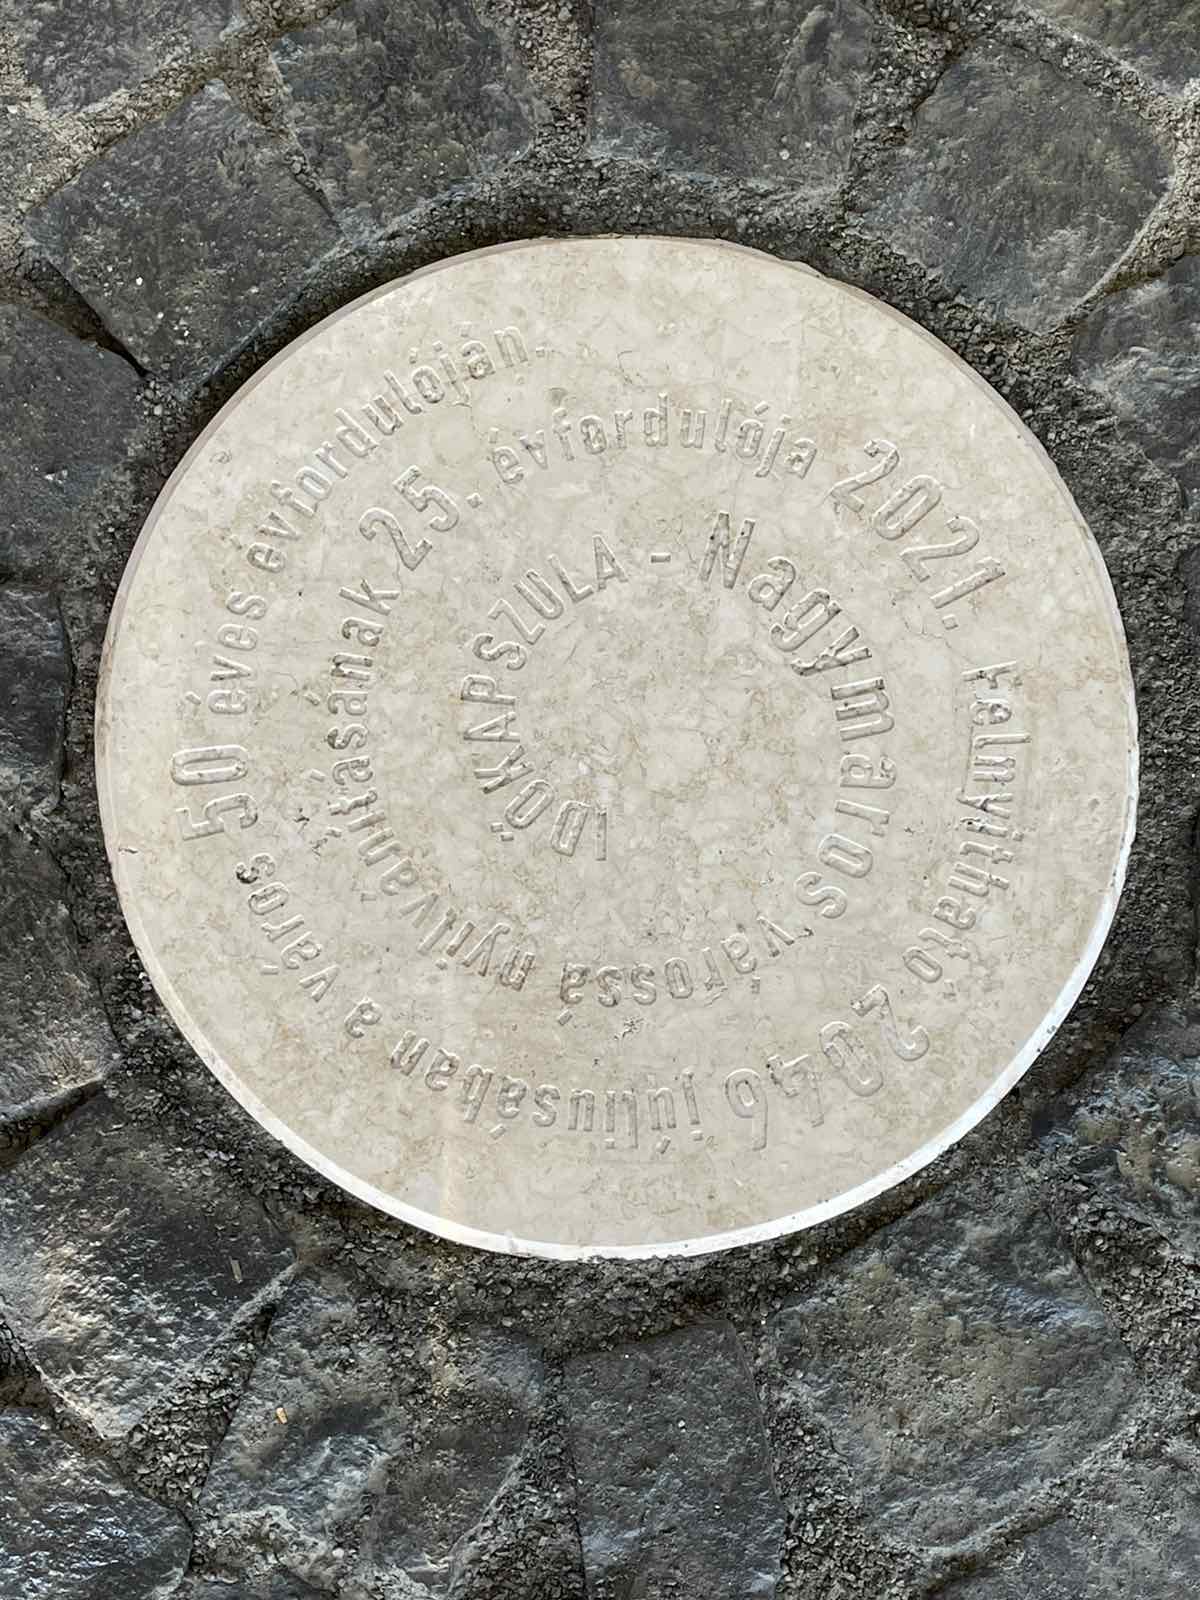 IDŐKAPSZULA - Nagymaros várossá nyilvánításának 25. évfordulója 2021. Felnyitható 2046 júliusában a város 50 éves évfordulóján.